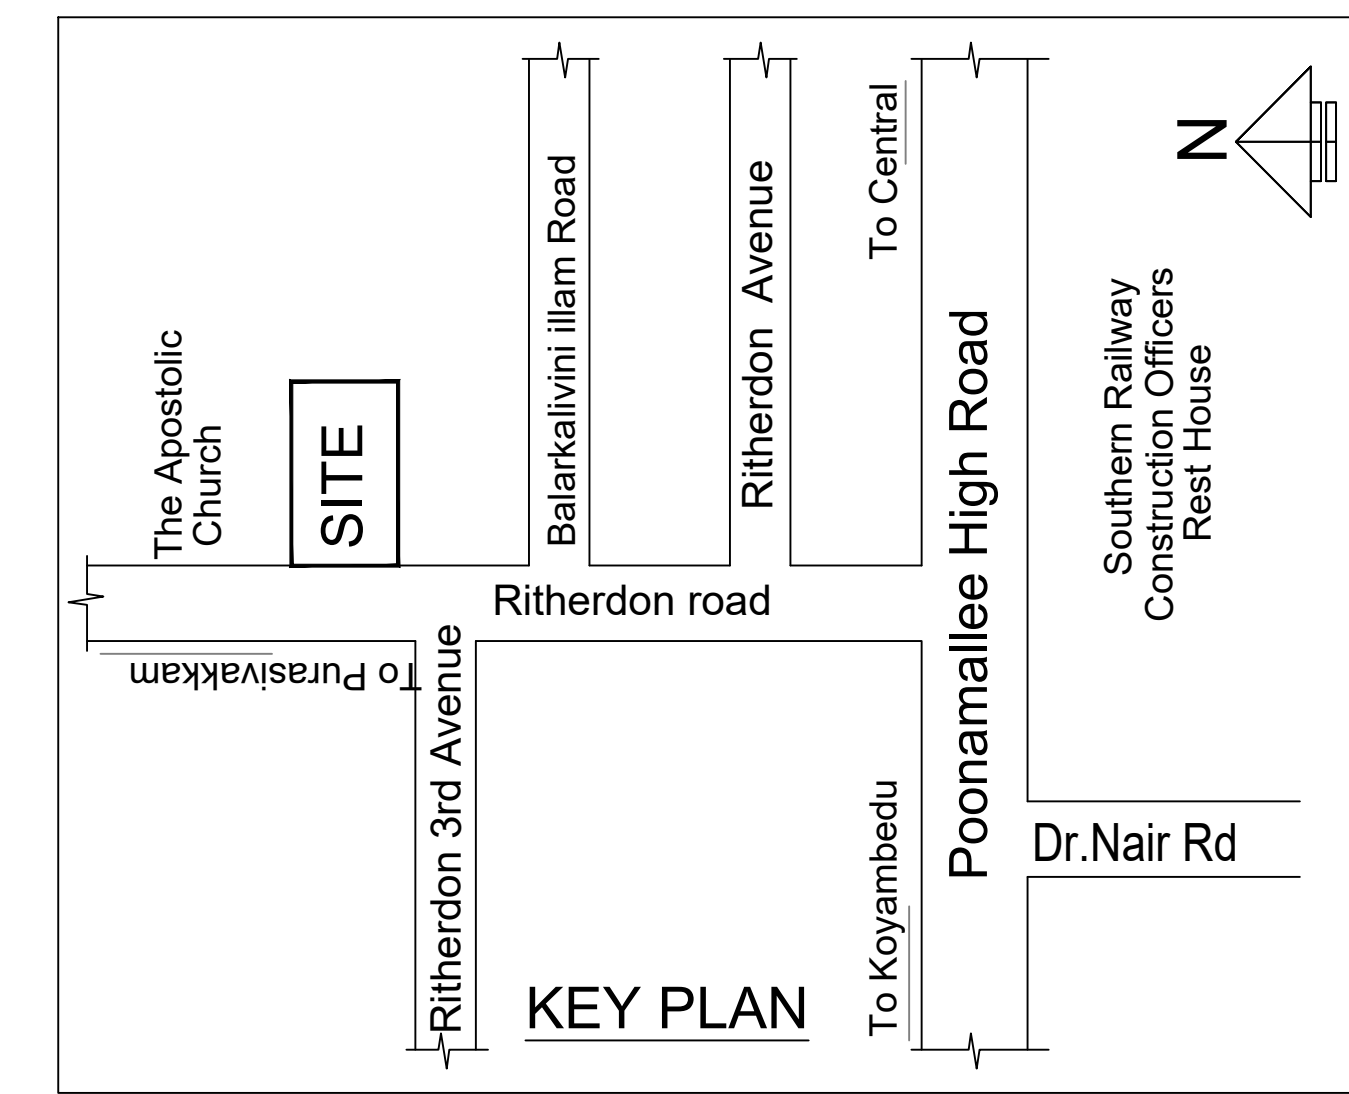 To Central
N
Balarkalivini illam Road
Ritherdon Avenue
The Apostolic
Church
SITE
Southern Railway
Construction Officers
Rest House
Poonamallee High Road
Ritherdon road
To Purasivakkam
Ritherdon 3rd Avenue
To Koyambedu
Dr.Nair Rd
KEY PLAN